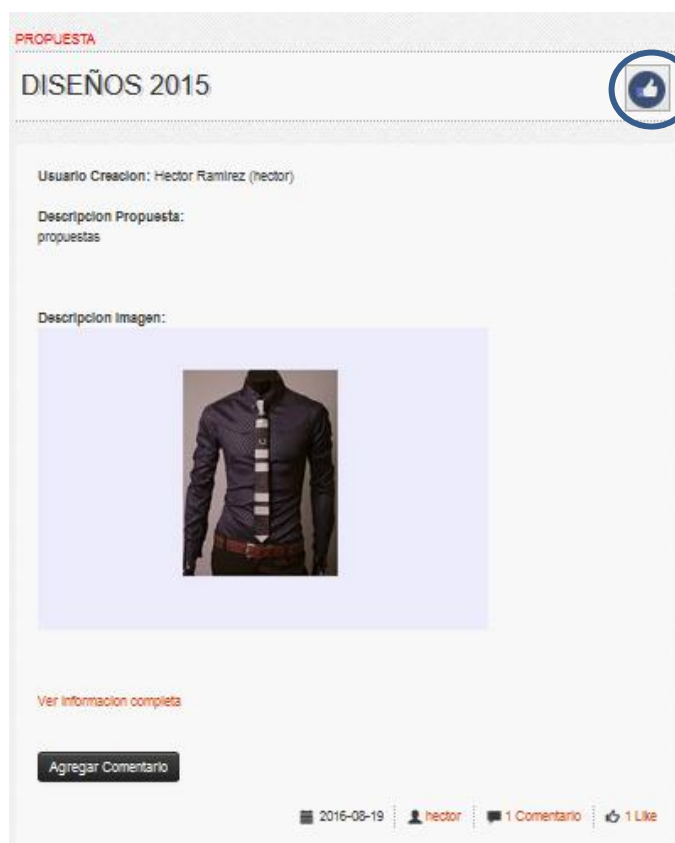 PROPUESTA
DISEÑOS 2015
Usuario Creacion: Hector Ramirez (hector)
Descripcion Propuesta:
propuestas
Descripcion Imagen:
Ver informacion completa
Agregar Comentario
2016-08-19 hector 1 Comentario 1 Like